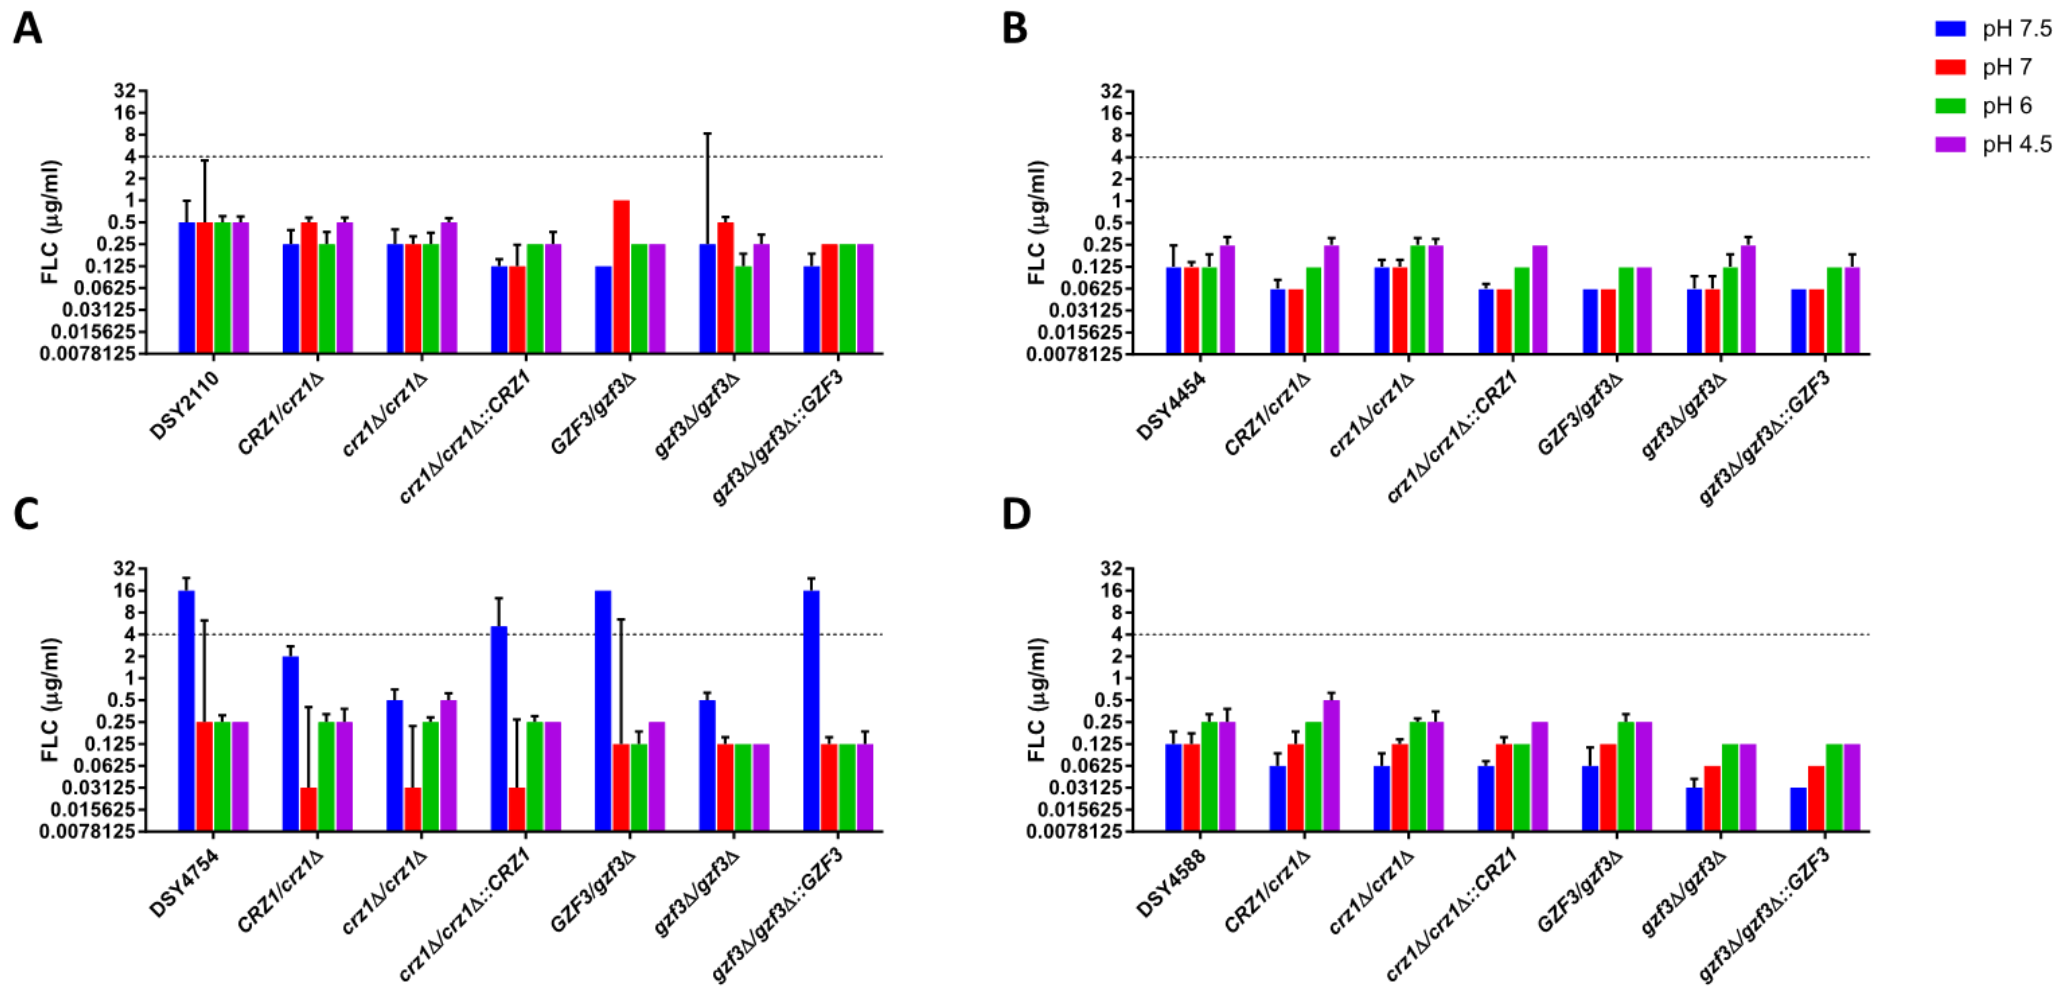 A
B
pH 7.5
pH 7
pH 6
pH 4.5
FLC (µg/ml)
32
16
8
4
2
1
0.5
0.25
0.125
0.0625
0.03125
0.015625
0.0078125
DSY2110
CRZ1/crz1Δ
crz1Δ/crz1Δ
crz1Δ/crz1Δ::CRZ1
GZF3/gzf3Δ
gzf3Δ/gzf3Δ
gzf3Δ/gzf3Δ::GZF3
FLC (µg/ml)
32
16
8
4
2
1
0.5
0.25
0.125
0.0625
0.03125
0.015625
0.0078125
DSY4454
CRZ1/crz1Δ
crz1Δ/crz1Δ
crz1Δ/crz1Δ::CRZ1
GZF3/gzf3Δ
gzf3Δ/gzf3Δ
gzf3Δ/gzf3Δ::GZF3
C
D
FLC (µg/ml)
32
16
8
4
2
1
0.5
0.25
0.125
0.0625
0.03125
0.015625
0.0078125
DSY4754
CRZ1/crz1Δ
crz1Δ/crz1Δ
crz1Δ/crz1Δ::CRZ1
GZF3/gzf3Δ
gzf3Δ/gzf3Δ
gzf3Δ/gzf3Δ::GZF3
FLC (µg/ml)
32
16
8
4
2
1
0.5
0.25
0.125
0.0625
0.03125
0.015625
0.0078125
DSY4588
CRZ1/crz1Δ
crz1Δ/crz1Δ
crz1Δ/crz1Δ::CRZ1
GZF3/gzf3Δ
gzf3Δ/gzf3Δ
gzf3Δ/gzf3Δ::GZF3